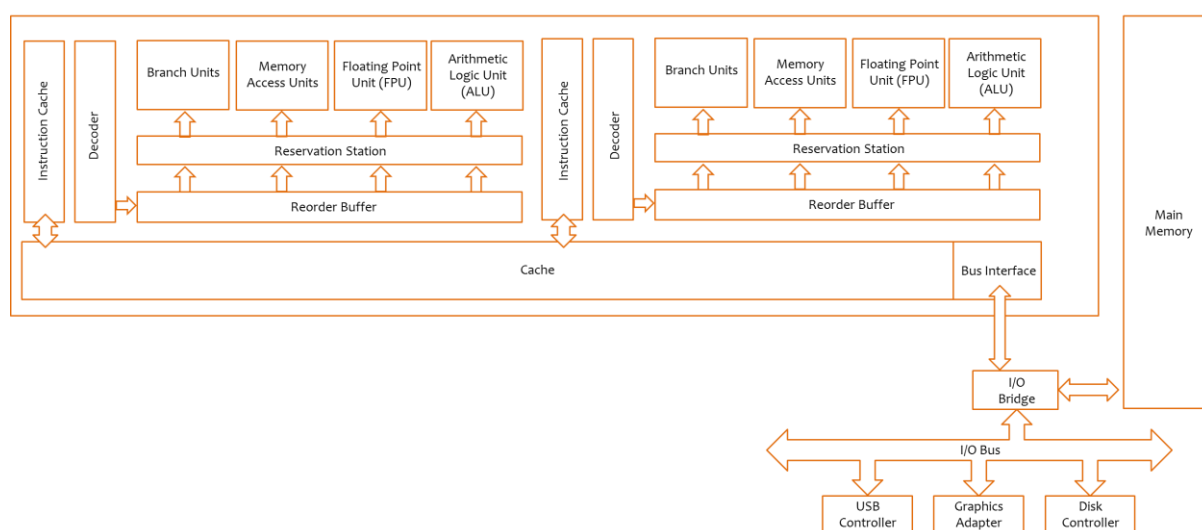 Instruction Cache
Decoder
Branch Units
Memory
Access Units
Floating Point
Unit (FPU)
Arithmetic
Logic Unit
(ALU)
Reservation Station
Reorder Buffer
Instruction Cache
Decoder
Branch Units
Memory
Access Units
Floating Point
Unit (FPU)
Arithmetic
Logic Unit
(ALU)
Reservation Station
Reorder Buffer
Cache
Bus Interface
Main
Memory
I/O
Bridge
I/O Bus
USB
Controller
Graphics
Adapter
Disk
Controller